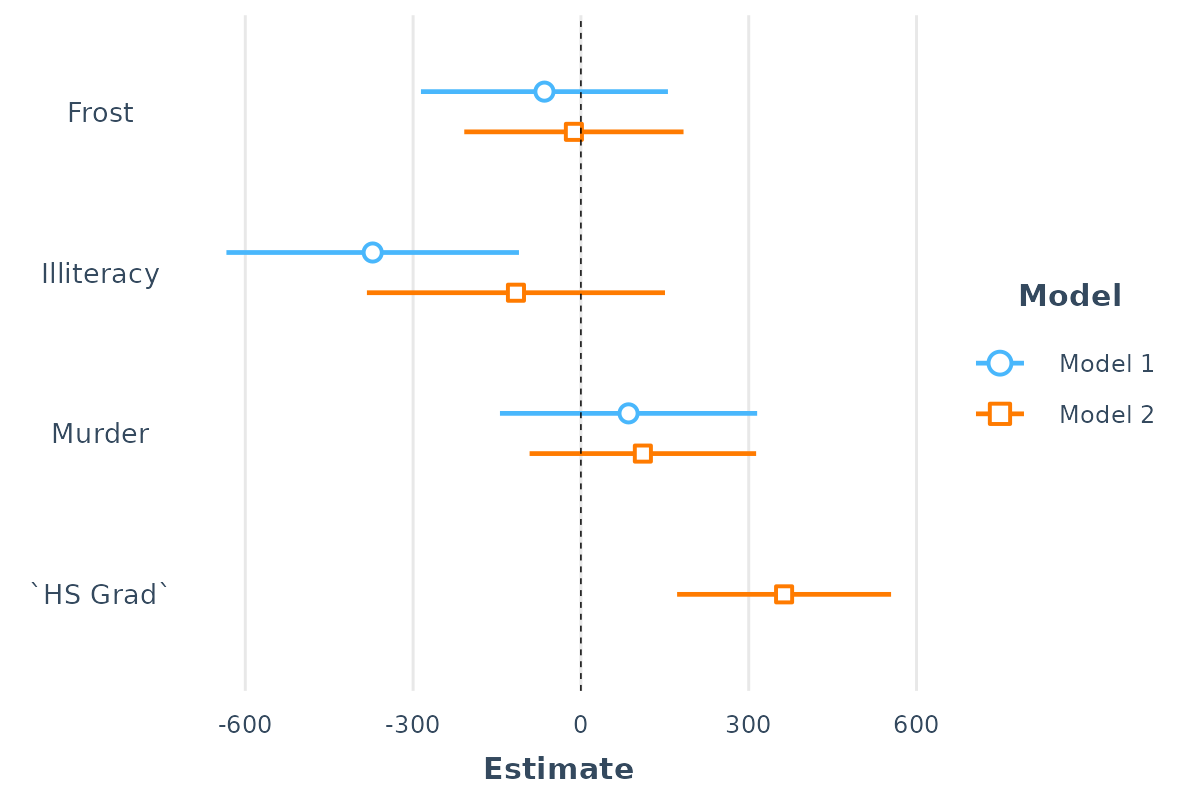 Frost
Illiteracy
Murder
`HS Grad`
-600
-300
0
300
600
Estimate
Model
Model 1
Model 2